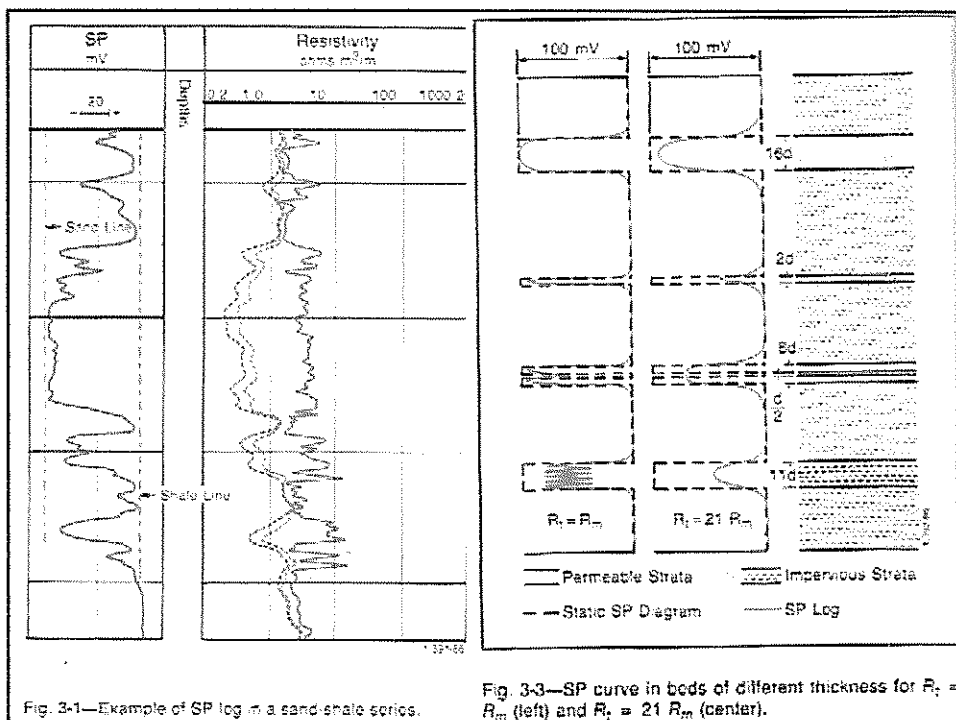 SP
mV
20
Depths
Resistivity
ohms m²/m
0.2 1.0 10 100 1000 2
Sand Line
Shale Line
Fig. 3-1—Example of SP log in a sand-shale series.
100 mV 100 mV
16d
2d
8d
d
2
11d
Rt = Rm Rt = 21 Rm
Permeable Strata Impervious Strata
Static SP Diagram SP Log
Fig. 3-3—SP curve in beds of different thickness for Rt =
Rm (left) and Rt = 21 Rm (center).